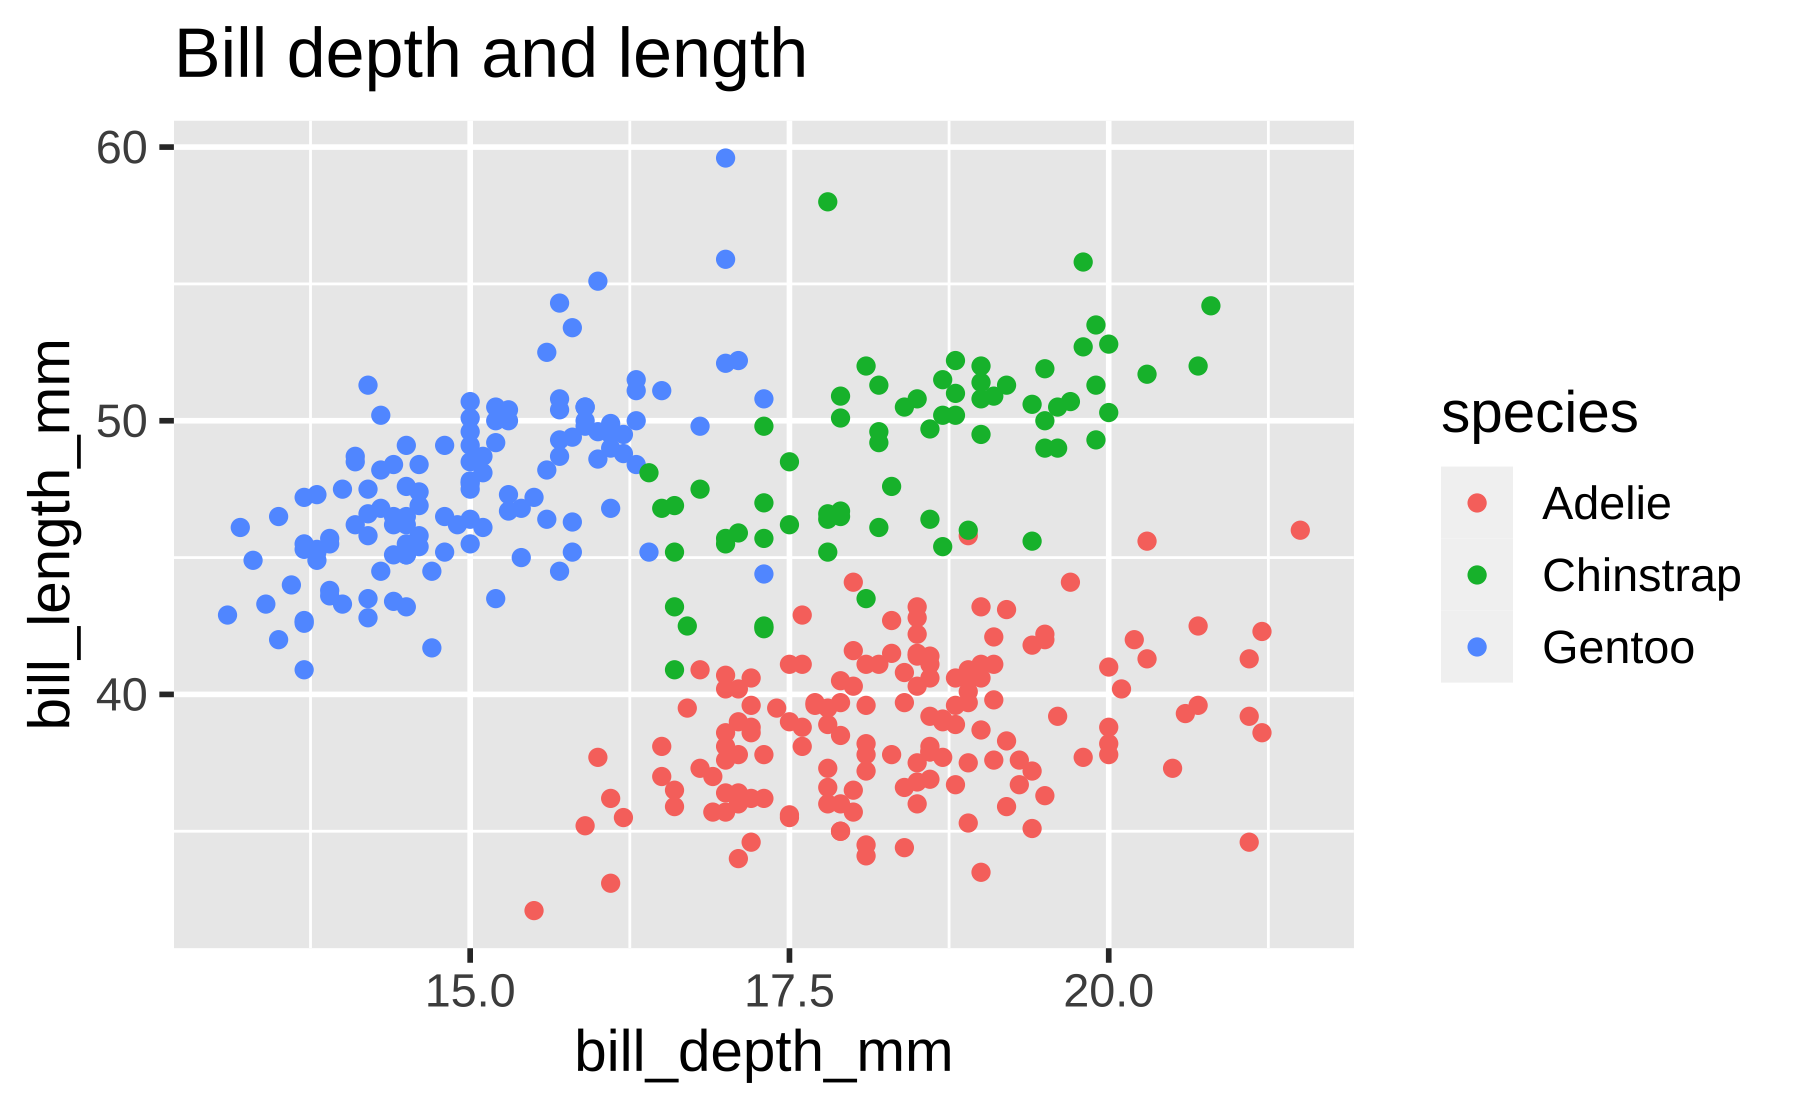 Bill depth and length
60
50
40
bill_length_mm
15.0
17.5
20.0
bill_depth_mm
species
Adelie
Chinstrap
Gentoo